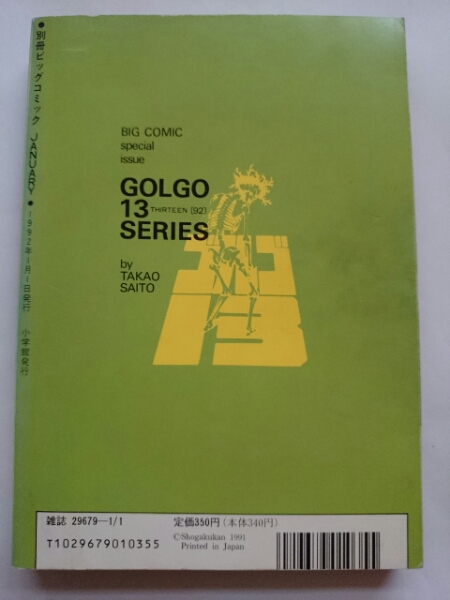 ●別冊ビッグコミック JANUARY●1992年1月1日発行 小学館発行
BIG COMIC
special
issue
GOLGO
13 THIRTEEN [92]
SERIES
by
TAKAO
SAITO
ゴルゴ
13
雑誌 29679-1/1
定価350円(本体340円)
T1029679010355
©Shogakukan 1991
Printed in Japan